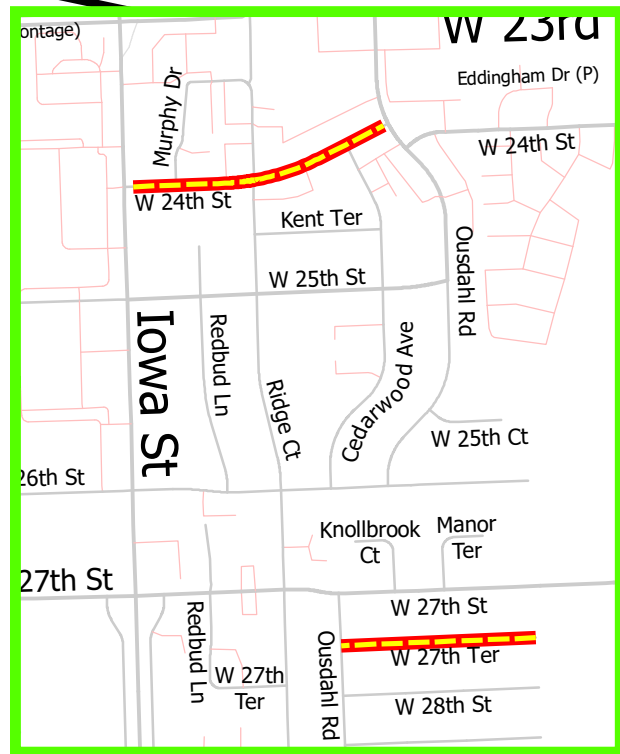 ontage)
W 23rd
Eddingham Dr (P)
Murphy Dr
W 24th St
W 24th St
Kent Ter
Ousdahl Rd
W 25th St
Iowa St
Redbud Ln
Ridge Ct
Cedarwood Ave
W 25th Ct
26th St
Knollbrook
Ct
Manor
Ter
27th St
W 27th St
Redbud Ln
Ousdahl Rd
W 27th Ter
W 27th
Ter
W 28th St